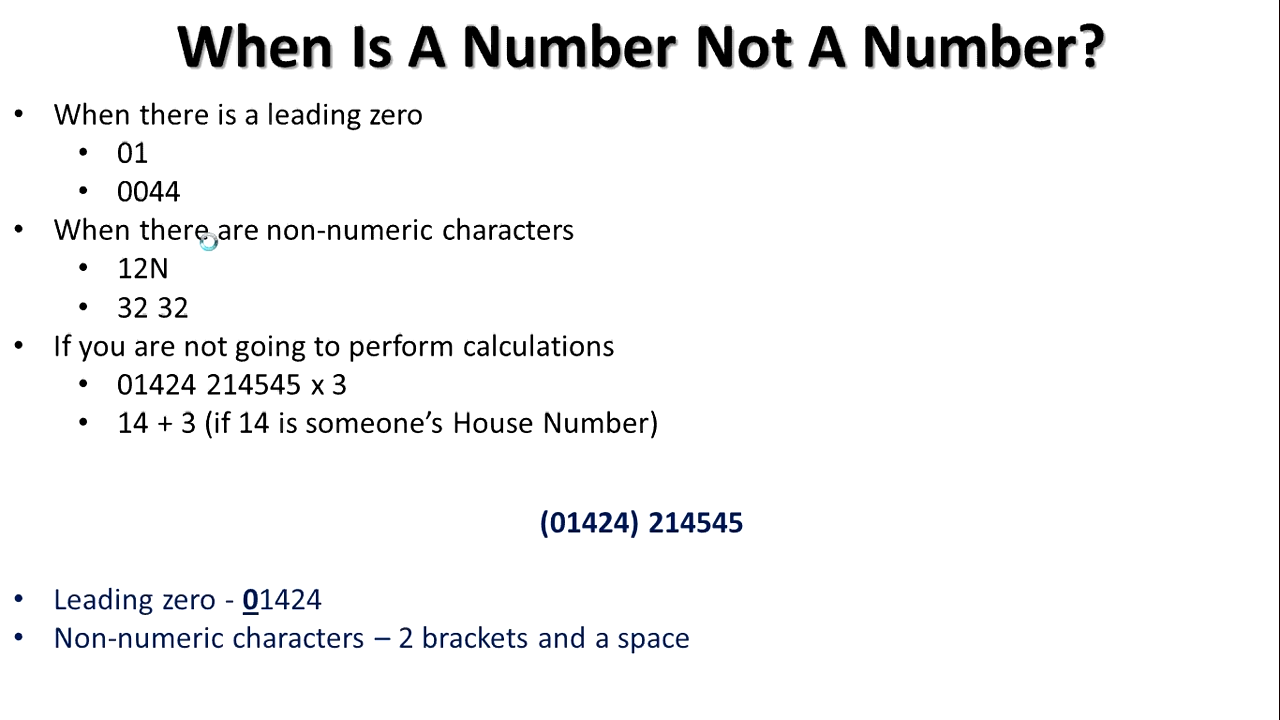 When Is A Number Not A Number?
• When there is a leading zero
• 01
• 0044
• When there are non-numeric characters
• 12N
• 32 32
• If you are not going to perform calculations
• 01424 214545 x 3
• 14 + 3 (if 14 is someone’s House Number)
(01424) 214545
• Leading zero - 01424
• Non-numeric characters – 2 brackets and a space